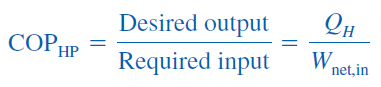 COP_HP = Desired output / Required input = Q_H / W_net,in